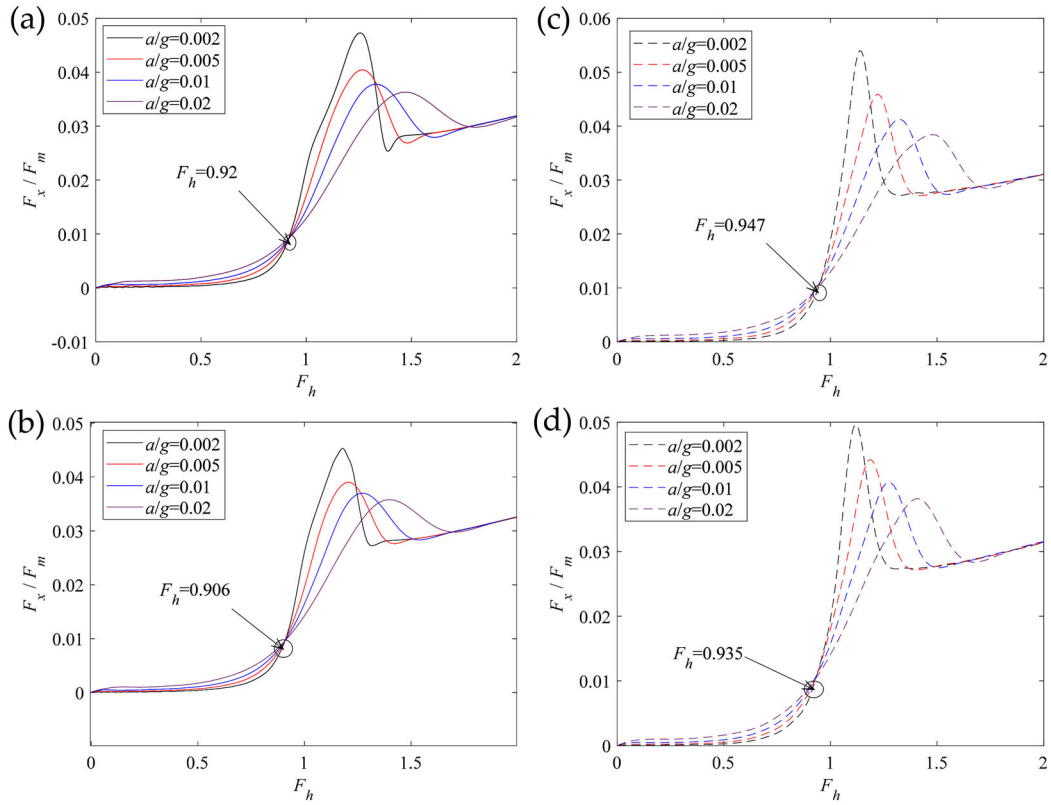 (a)
0.05
0.04
0.03
0.02
0.01
0
-0.01
F_x / F_m
a/g=0.002
a/g=0.005
a/g=0.01
a/g=0.02
F_h=0.92
0 0.5 1 1.5 2
F_h
(c)
0.06
0.05
0.04
0.03
0.02
0.01
0
F_x / F_m
a/g=0.002
a/g=0.005
a/g=0.01
a/g=0.02
F_h=0.947
0 0.5 1 1.5 2
F_h
(b)
0.05
0.04
0.03
0.02
0.01
0
F_x / F_m
a/g=0.002
a/g=0.005
a/g=0.01
a/g=0.02
F_h=0.906
0 0.5 1 1.5
F_h
(d)
0.05
0.04
0.03
0.02
0.01
0
F_x / F_m
a/g=0.002
a/g=0.005
a/g=0.01
a/g=0.02
F_h=0.935
0 0.5 1 1.5 2
F_h